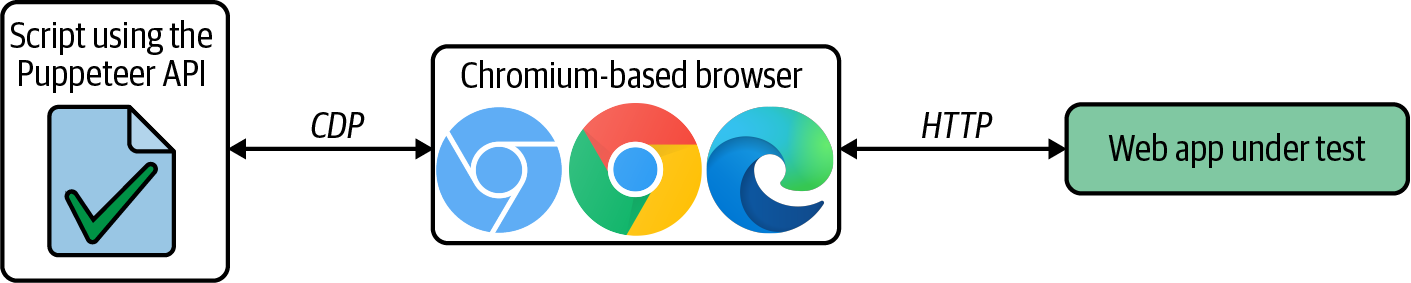 Script using the
Puppeteer API
CDP
Chromium-based browser
HTTP
Web app under test